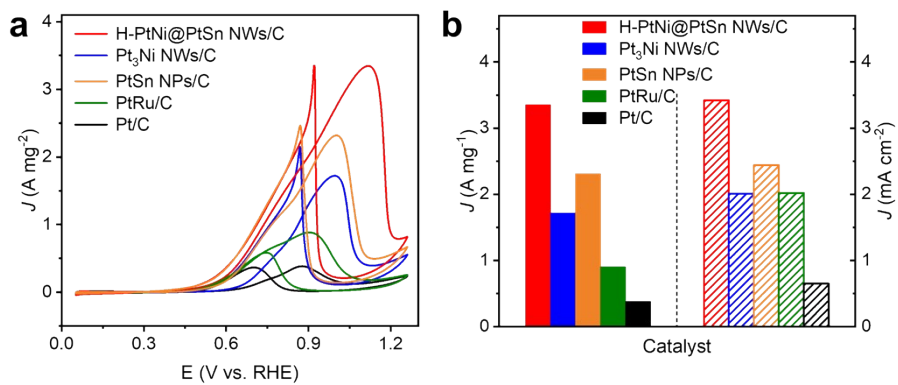 a
H-PtNi@PtSn NWs/C
Pt₃Ni NWs/C
PtSn NPs/C
PtRu/C
Pt/C
J (A mg⁻²)
4
3
2
1
0
0.0 0.3 0.6 0.9 1.2
E (V vs. RHE)
b
H-PtNi@PtSn NWs/C
Pt₃Ni NWs/C
PtSn NPs/C
PtRu/C
Pt/C
J (A mg⁻¹)
4
3
2
1
0
J (mA cm⁻²)
4
3
2
1
0
Catalyst